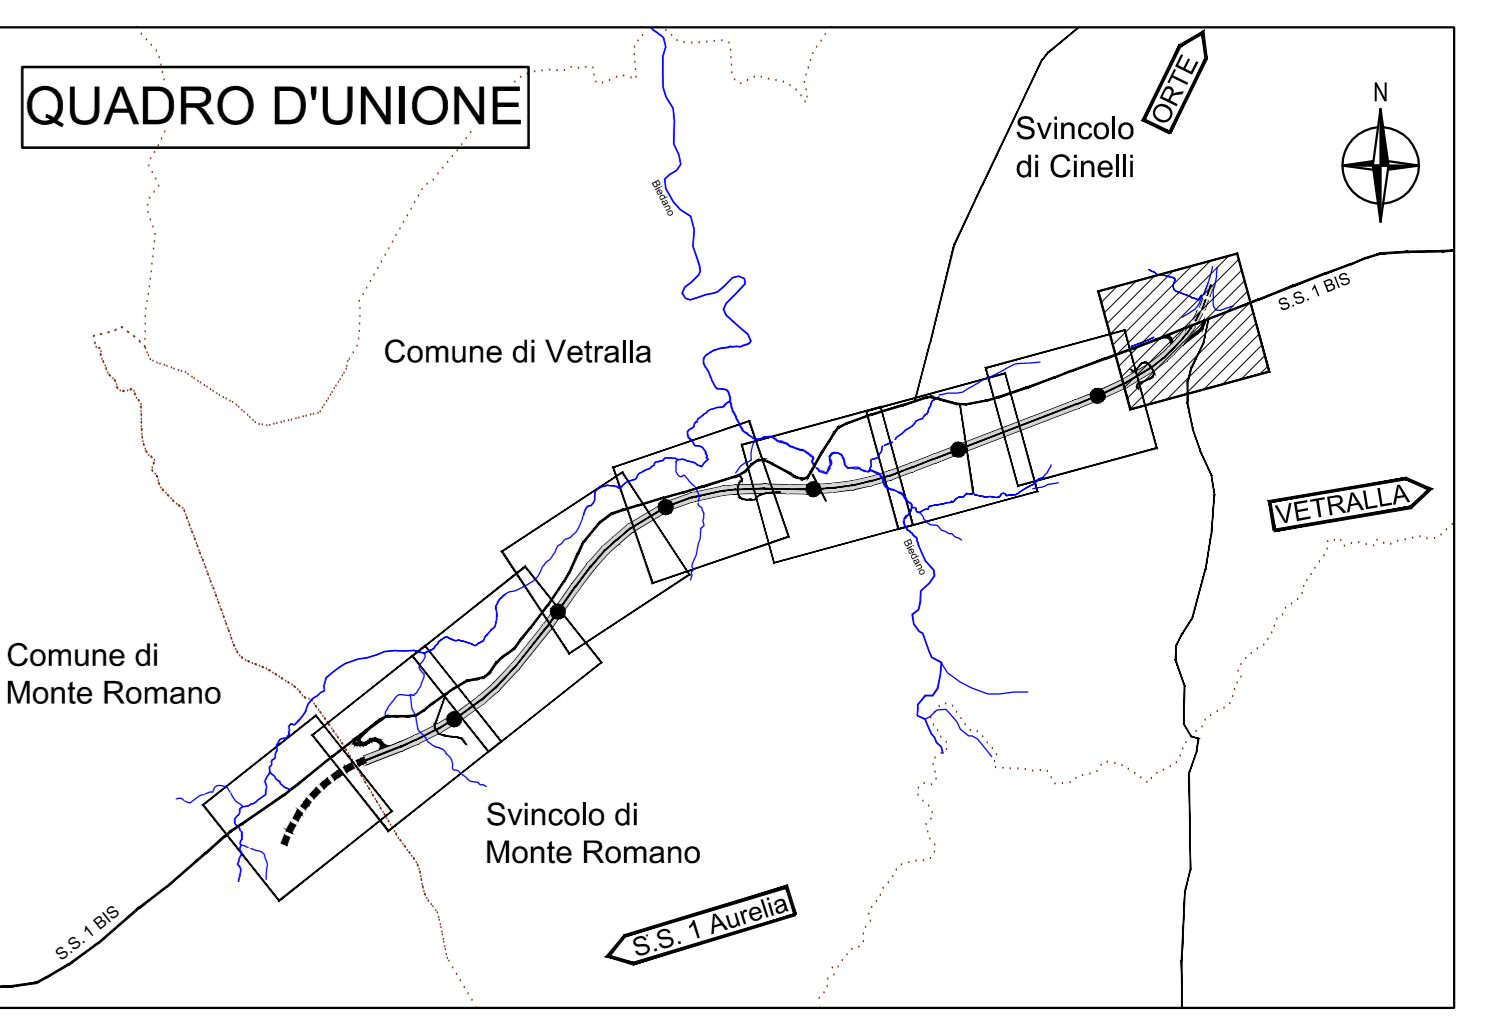 QUADRO D'UNIONE
ORTE
N
Svincolo
di Cinelli
Biedano
S.S. 1 BIS
Comune di Vetralla
VETRALLA
Biedano
Comune di
Monte Romano
Svincolo di
Monte Romano
S.S. 1 Aurelia
S.S. 1 BIS